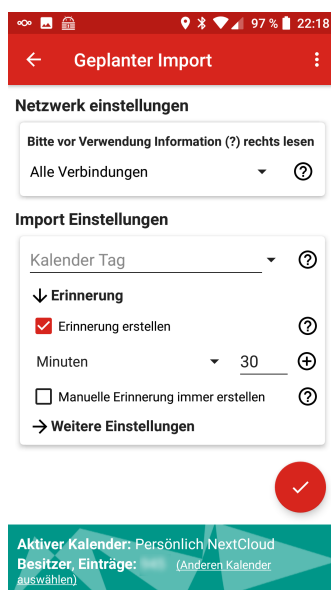 97 % 22:18
Geplanter Import
Netzwerk einstellungen
Bitte vor Verwendung Information (?) rechts lesen
Alle Verbindungen
Import Einstellungen
Kalender Tag
Erinnerung
Erinnerung erstellen
Minuten 30
Manuelle Erinnerung immer erstellen
Weitere Einstellungen
Aktiver Kalender: Persönlich NextCloud
Besitzer, Einträge: (Anderen Kalender
auswählen)